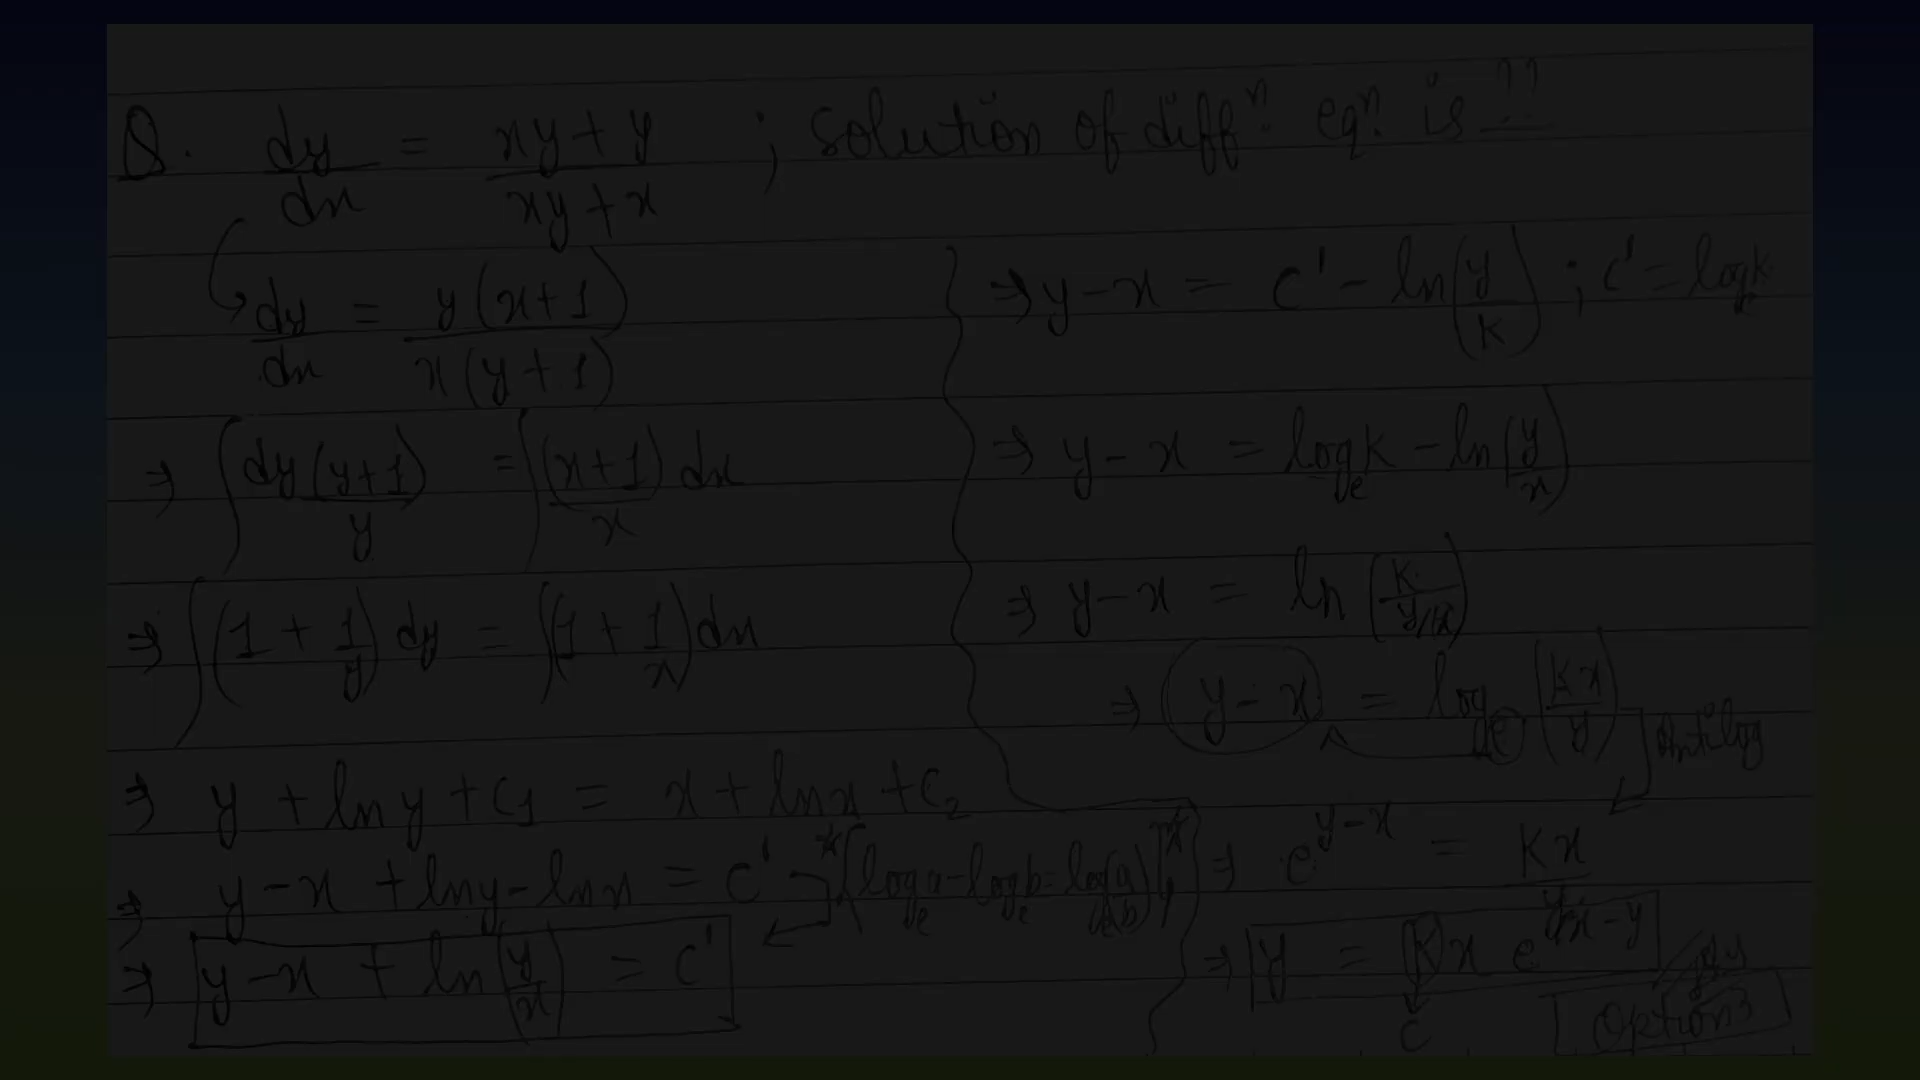 Q. dy/dx = xy + y / xy + x ; Solution of diffⁿ. eqⁿ. is ??
dy/dx = y(x+1) / x(y+1)
⇒ ∫ dy (y+1)/y = ∫ (x+1)/x dx
⇒ ∫ (1 + 1/y) dy = ∫ (1 + 1/x) dx
⇒ y + ln y + C₁ = x + ln x + C₂
⇒ y - x + ln y - ln x = C' *{logₑa - logₑb = logₑ(a/b)}*
⇒ y - x + ln(y/x) = C'
⇒ y - x = C' - ln(y/x) ; C' = logₑk
⇒ y - x = logₑk - ln(y/x)
⇒ y - x = ln(k / y/x)
⇒ y - x = logₑ(kx/y) Antilog
⇒ e^(y-x) = kx/y
⇒ y = k x e^(x-y)
C
Option 3